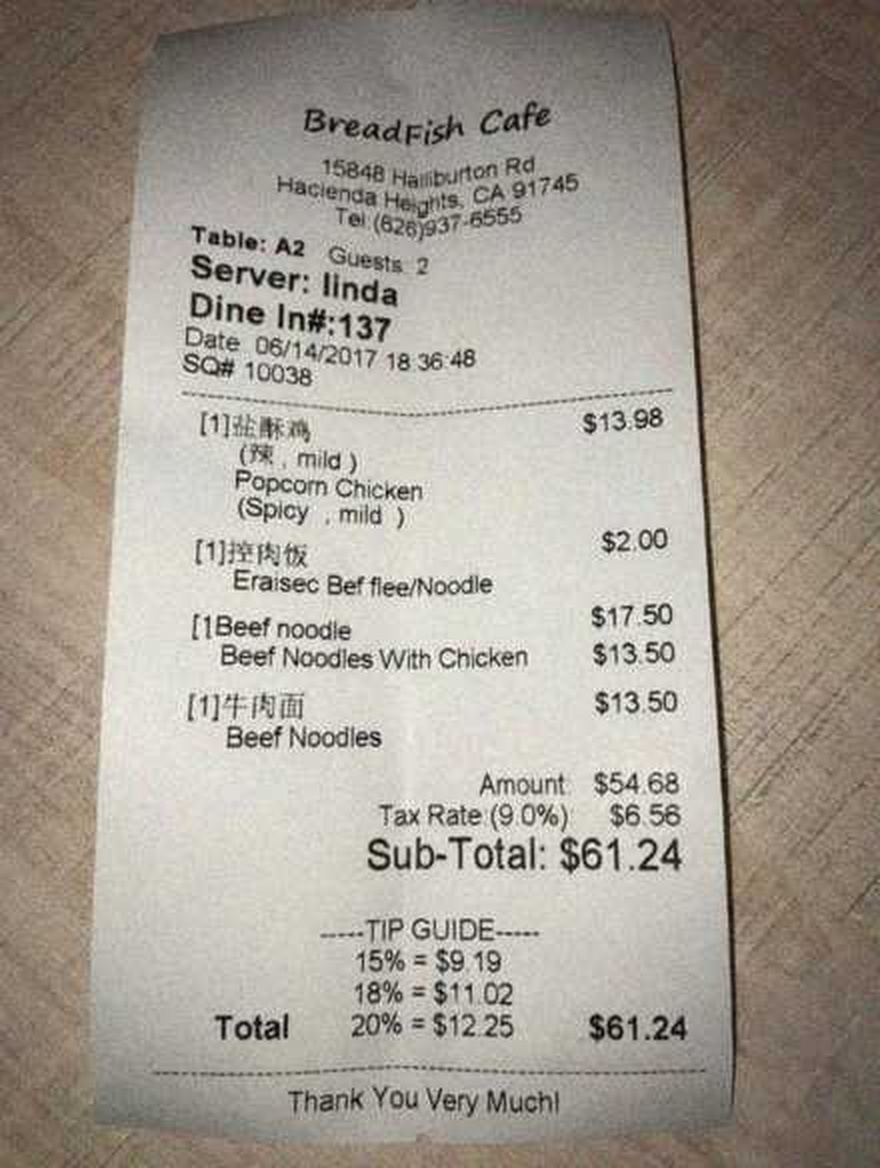 BreadFish Cafe
15848 Halliburton Rd
Hacienda Heights, CA 91745
Tel (626)937-6555
Table: A2 Guests 2
Server: linda
Dine In#:137
Date 06/14/2017 18:36:48
SQ# 10038
[1]盐酥鸡 $13.98
(辣 , mild )
Popcorn Chicken
(Spicy , mild )
[1]控肉饭 $2.00
Eraisec Bef flee/Noodle
[1Beef noodle $17.50
Beef Noodles With Chicken $13.50
[1]牛肉面 $13.50
Beef Noodles
Amount $54.68
Tax Rate (9.0%) $6.56
Sub-Total: $61.24
-----TIP GUIDE-----
15% = $9.19
18% = $11.02
Total 20% = $12.25 $61.24
Thank You Very Much!